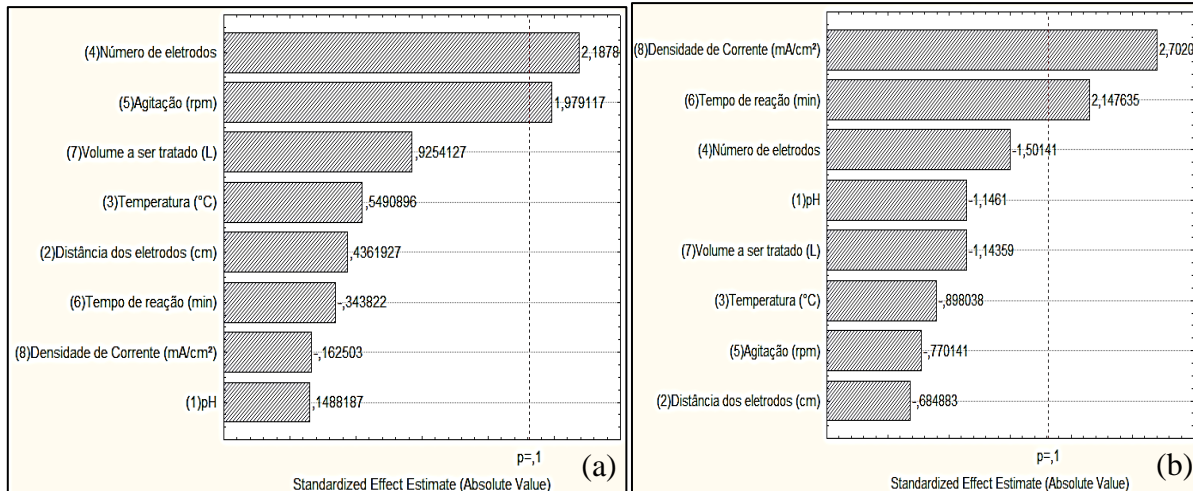 (4)Número de eletrodos
2,1878
(5)Agitação (rpm)
1,979117
(7)Volume a ser tratado (L)
,9254127
(3)Temperatura (°C)
,5490896
(2)Distância dos eletrodos (cm)
,4361927
(6)Tempo de reação (min)
-,343822
(8)Densidade de Corrente (mA/cm²)
-,162503
(1)pH
,1488187
p=,1
Standardized Effect Estimate (Absolute Value)
(a)
(8)Densidade de Corrente (mA/cm²)
2,7020
(6)Tempo de reação (min)
2,147635
(4)Número de eletrodos
-1,50141
(1)pH
-1,1461
(7)Volume a ser tratado (L)
-1,14359
(3)Temperatura (°C)
-,898038
(5)Agitação (rpm)
-,770141
(2)Distância dos eletrodos (cm)
-,684883
p=,1
Standardized Effect Estimate (Absolute Value)
(b)